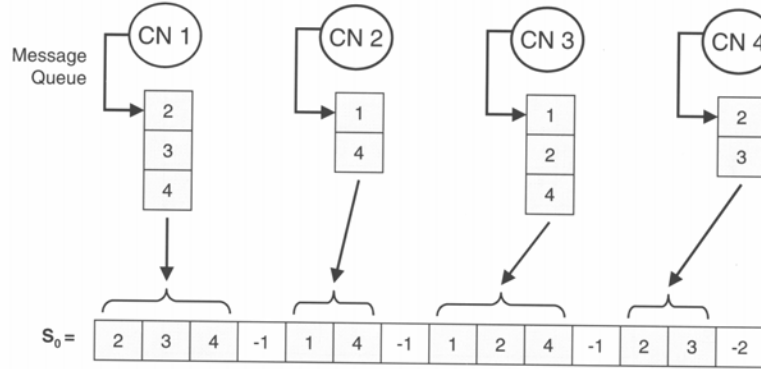 CN 1 CN 2 CN 3 CN 4
Message
Queue
2 1 1 2
3 4 2 3
4 4
S0 = 2 3 4 -1 1 4 -1 1 2 4 -1 2 3 -2